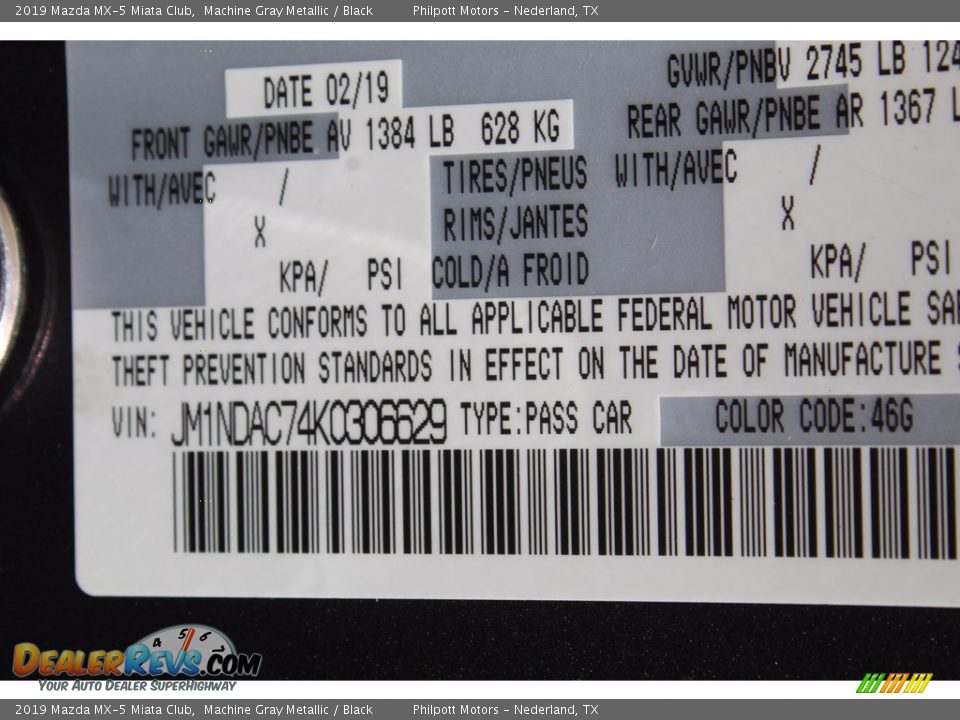 2019 Mazda MX-5 Miata Club, Machine Gray Metallic / Black Philpott Motors - Nederland, TX
DATE 02/19 GVWR/PNBV 2745 LB 124
FRONT GAWR/PNBE AV 1384 LB 628 KG REAR GAWR/PNBE AR 1367 L
WITH/AVEC / TIRES/PNEUS WITH/AVEC /
X RIMS/JANTES X
KPA/ PSI COLD/A FROID KPA/ PSI
THIS VEHICLE CONFORMS TO ALL APPLICABLE FEDERAL MOTOR VEHICLE SAF
THEFT PREVENTION STANDARDS IN EFFECT ON THE DATE OF MANUFACTURE S
VIN: JM1NDAC74K0306629 TYPE:PASS CAR COLOR CODE:46G
4 5 6
DEALERREVS.COM
YOUR AUTO DEALER SUPERHIGHWAY
2019 Mazda MX-5 Miata Club, Machine Gray Metallic / Black Philpott Motors - Nederland, TX